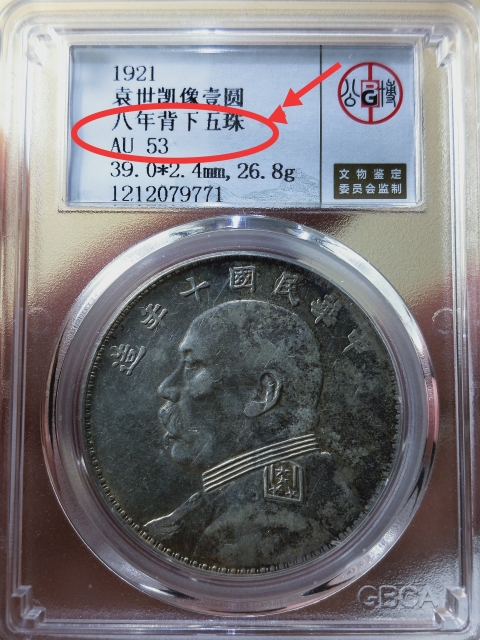 1921
袁世凯像壹圆
八年背下五珠
AU 53
39.0*2.4mm,26.8g
1212079771
公BG博
文物鉴定
委员会监制
中華民國十年造
GBCA